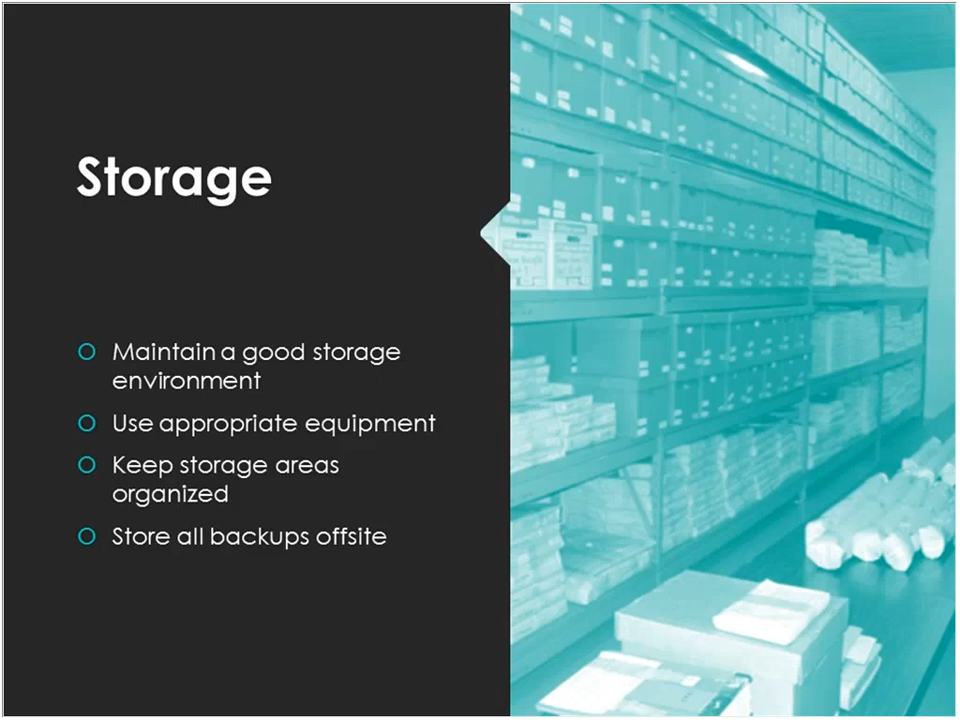 Storage
Maintain a good storage
environment
Use appropriate equipment
Keep storage areas
organized
Store all backups offsite